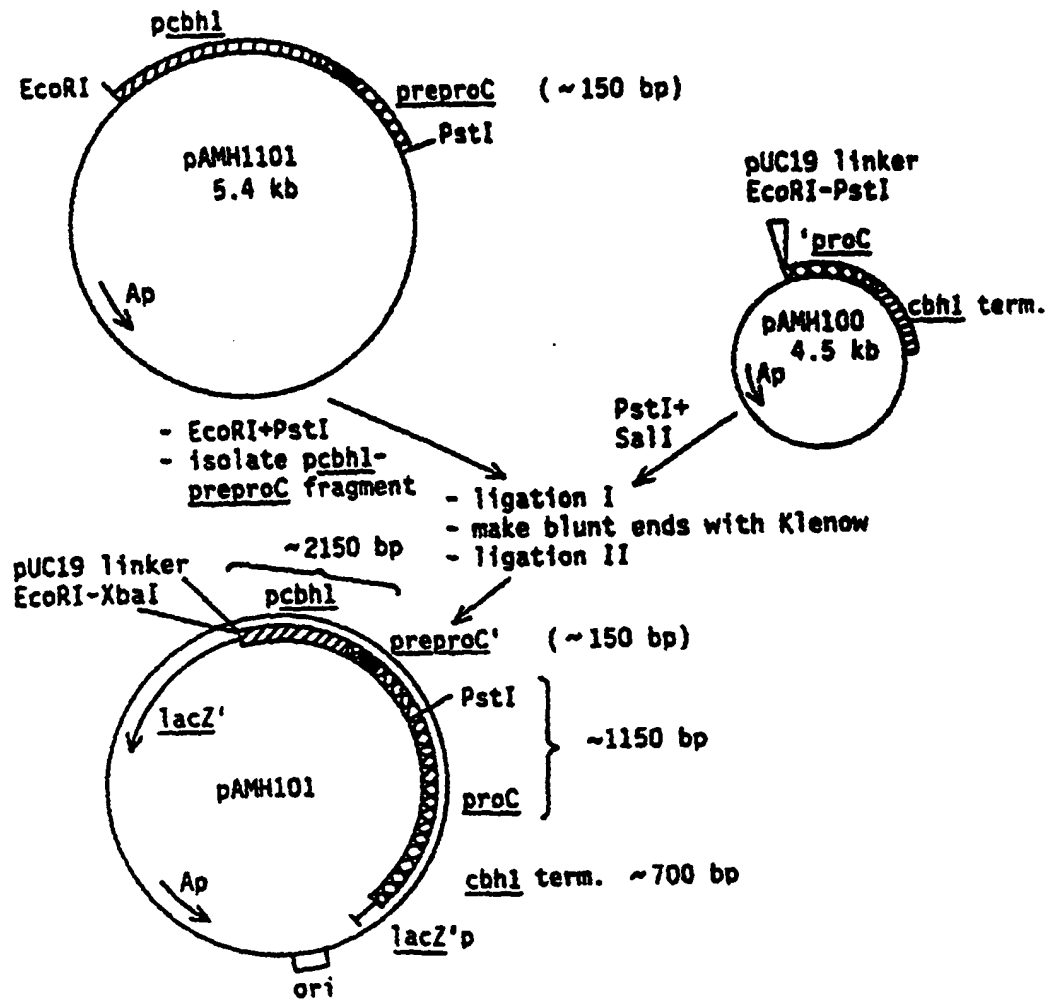 pcbh1
EcoRI
preproC (~150 bp)
PstI
pAMH1101
5.4 kb
Ap
pUC19 linker
EcoRI-PstI
'proC
cbh1 term.
pAMH100
4.5 kb
Ap
- EcoRI+PstI
- isolate pcbh1-
preproC fragment
PstI+
SalI
- ligation I
- make blunt ends with Klenow
- ligation II
~2150 bp
pUC19 linker
EcoRI-XbaI
pcbh1
preproC' (~150 bp)
PstI
lacZ'
~1150 bp
pAMH101
proC
Ap
cbh1 term. ~700 bp
lacZ'p
ori